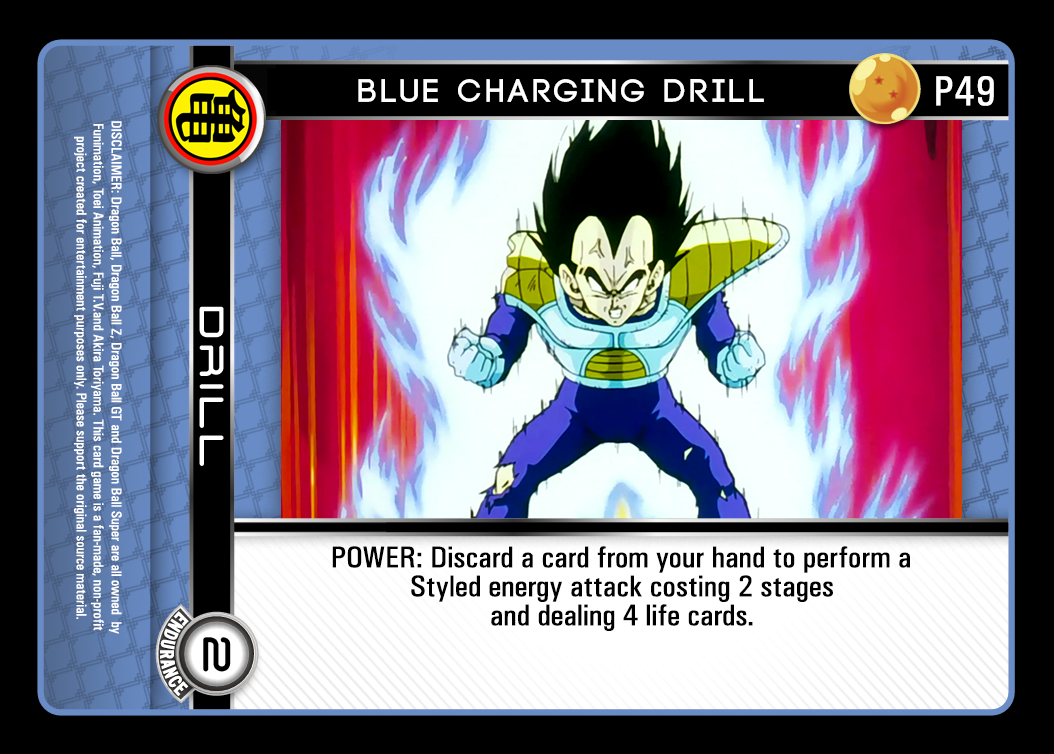 BLUE CHARGING DRILL
P49
DISCLAIMER: Dragon Ball, Dragon Ball Z, Dragon Ball GT and Dragon Ball Super are all owned by
Funimation, Toei Animation, Fuji T.V.and Akira Toriyama. This card game is a fan-made, non-profit
project created for entertainment purposes only. Please support the original source material.
DRILL
POWER: Discard a card from your hand to perform a
Styled energy attack costing 2 stages
and dealing 4 life cards.
ENDURANCE
2